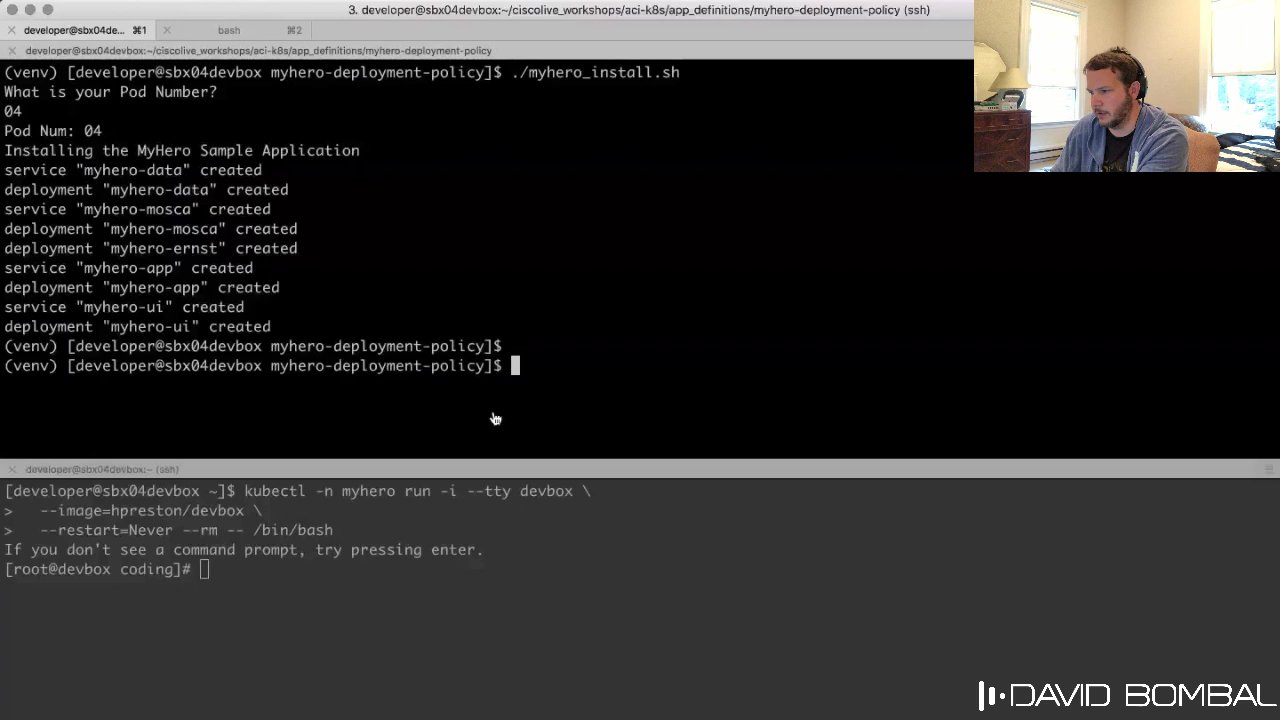 3. developer@sbx04devbox:~/ciscolive_workshops/aci-k8s/app_definitions/myhero-deployment-policy (ssh)
developer@sbx04de... ⌘1 bash ⌘2
developer@sbx04devbox:~/ciscolive_workshops/aci-k8s/app_definitions/myhero-deployment-policy
(venv) [developer@sbx04devbox myhero-deployment-policy]$ ./myhero_install.sh
What is your Pod Number?
04
Pod Num: 04
Installing the MyHero Sample Application
service "myhero-data" created
deployment "myhero-data" created
service "myhero-mosca" created
deployment "myhero-mosca" created
deployment "myhero-ernst" created
service "myhero-app" created
deployment "myhero-app" created
service "myhero-ui" created
deployment "myhero-ui" created
(venv) [developer@sbx04devbox myhero-deployment-policy]$
(venv) [developer@sbx04devbox myhero-deployment-policy]$
developer@sbx04devbox:~ (ssh)
[developer@sbx04devbox ~]$ kubectl -n myhero run -i --tty devbox \
>   --image=hpreston/devbox \
>   --restart=Never --rm -- /bin/bash
If you don't see a command prompt, try pressing enter.
[root@devbox coding]#
DAVID BOMBAL